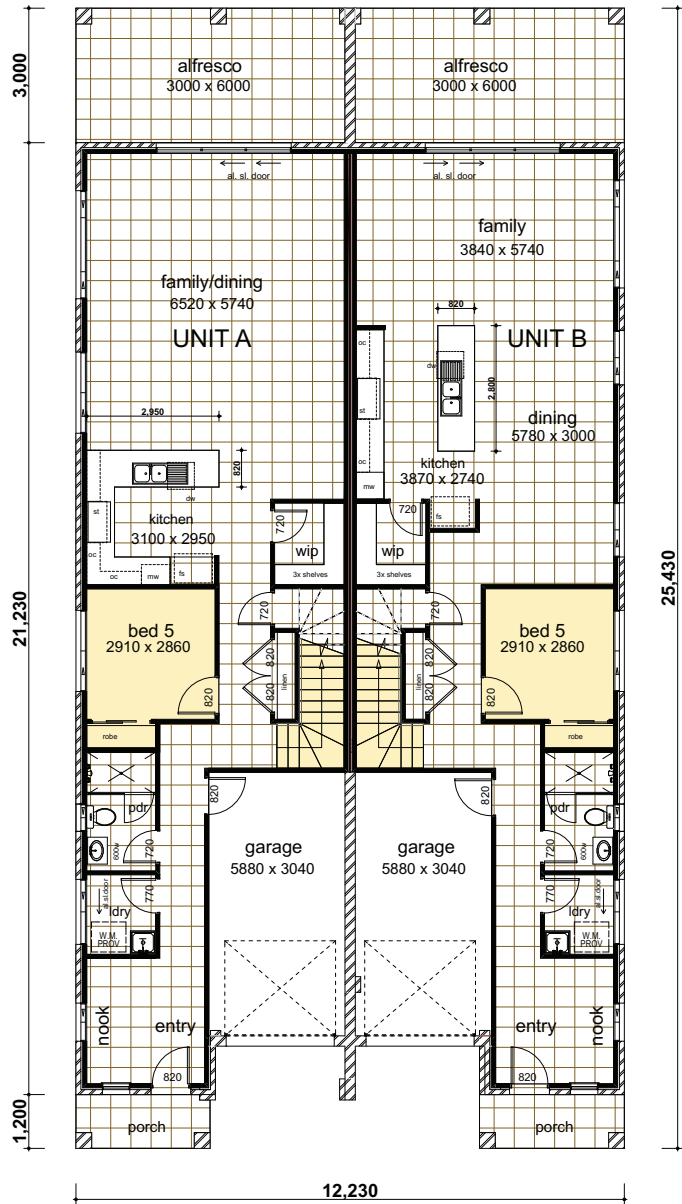 3,000
alfresco
3000 x 6000
alfresco
3000 x 6000
al. sl. door
al. sl. door
family
3840 x 5740
family/dining
6520 x 5740
UNIT A
UNIT B
820
oc
dw
st
2,800
2,950
dining
5780 x 3000
oc
kitchen
3870 x 2740
820
mw
dw
st
kitchen
3100 x 2950
oc
oc
mw
fs
720
wip
3x shelves
720
fs
wip
3x shelves
21,230
25,430
720
720
bed 5
2910 x 2860
bed 5
2910 x 2860
820
820
linen
linen
820
820
820
820
robe
robe
820
820
pdr
pdr
600w
720
720
600w
garage
5880 x 3040
garage
5880 x 3040
770
770
al.sl.door
al.sl.door
ldry
ldry
W.M.
PROV
W.M.
PROV
nook
entry
entry
nook
820
820
1,200
porch
porch
12,230